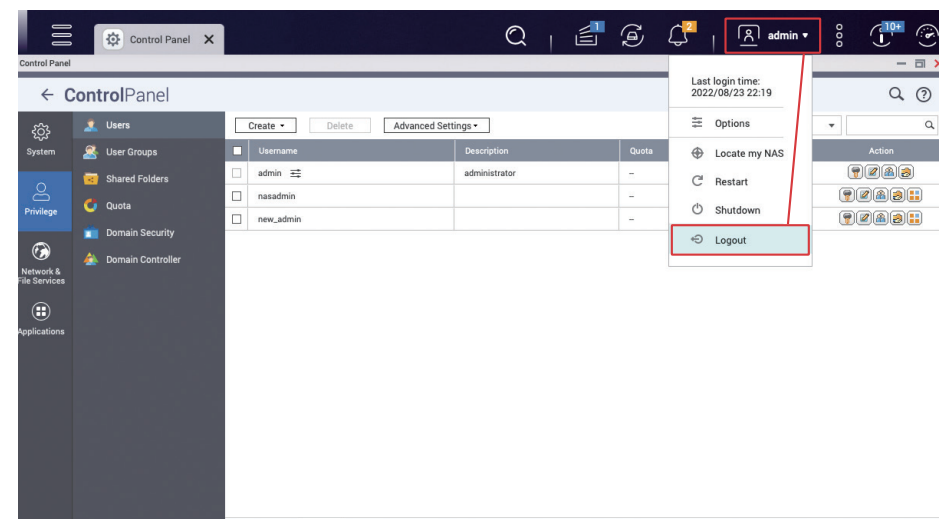 Control Panel
1
2
admin
10+
Control Panel
ControlPanel
Last login time:
2022/08/23 22:19
Options
Locate my NAS
Restart
Shutdown
Logout
System
Privilege
Network &
File Services
Applications
Users
User Groups
Shared Folders
Quota
Domain Security
Domain Controller
Create
Delete
Advanced Settings
Username Description Quota Action
admin administrator --
nasadmin --
new_admin --